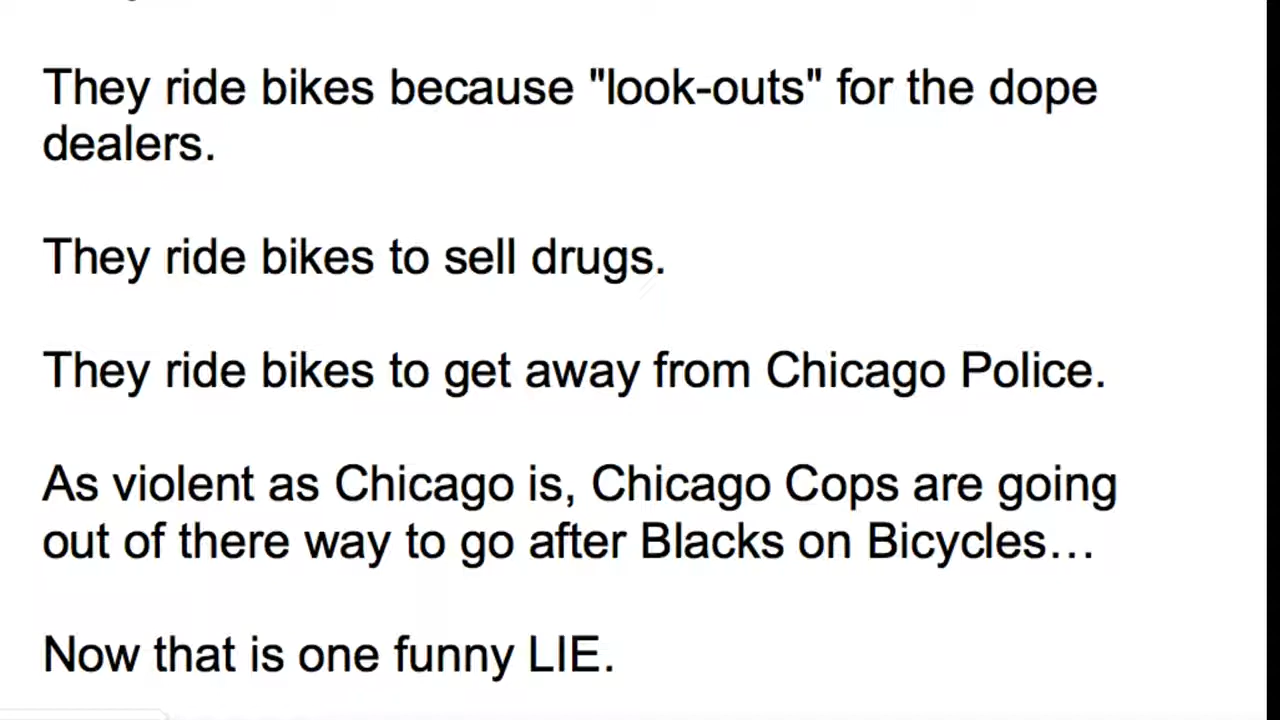 They ride bikes because "look-outs" for the dope
dealers.
They ride bikes to sell drugs.
They ride bikes to get away from Chicago Police.
As violent as Chicago is, Chicago Cops are going
out of there way to go after Blacks on Bicycles…
Now that is one funny LIE.